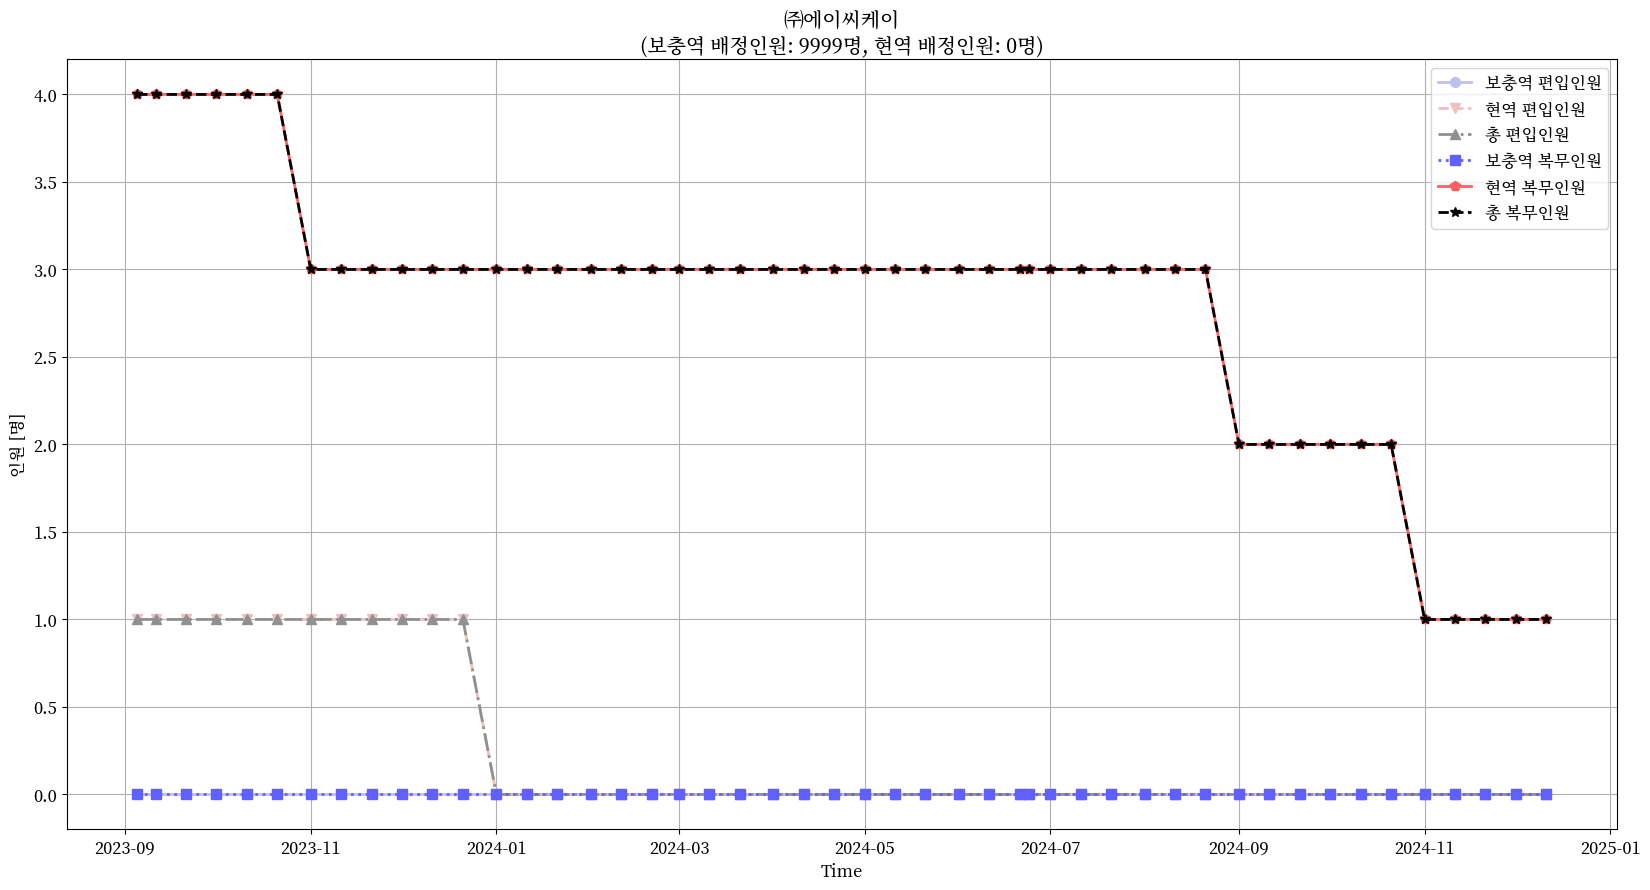 ㈜에이씨케이
(보충역 배정인원: 9999명, 현역 배정인원: 0명)
보충역 편입인원
현역 편입인원
총 편입인원
보충역 복무인원
현역 복무인원
총 복무인원
인원 [명]
4.0
3.5
3.0
2.5
2.0
1.5
1.0
0.5
0.0
2023-09
2023-11
2024-01
2024-03
2024-05
2024-07
2024-09
2024-11
2025-01
Time